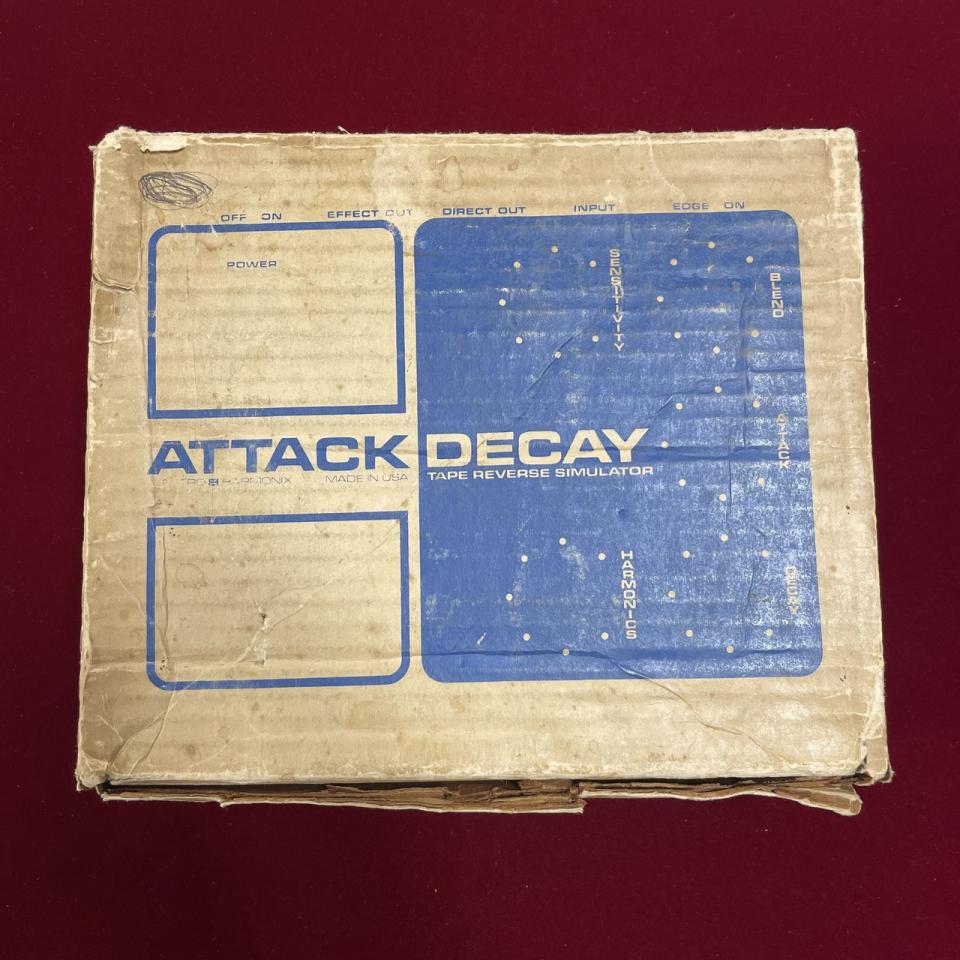 OFF ON EFFECT OUT DIRECT OUT INPUT EDGE ON
POWER
SENSITIVITY
BLEND
ATTACK DECAY
TAPE REVERSE SIMULATOR
HARMONIX MADE IN USA
ATTACK
HARMONICS
DECAY